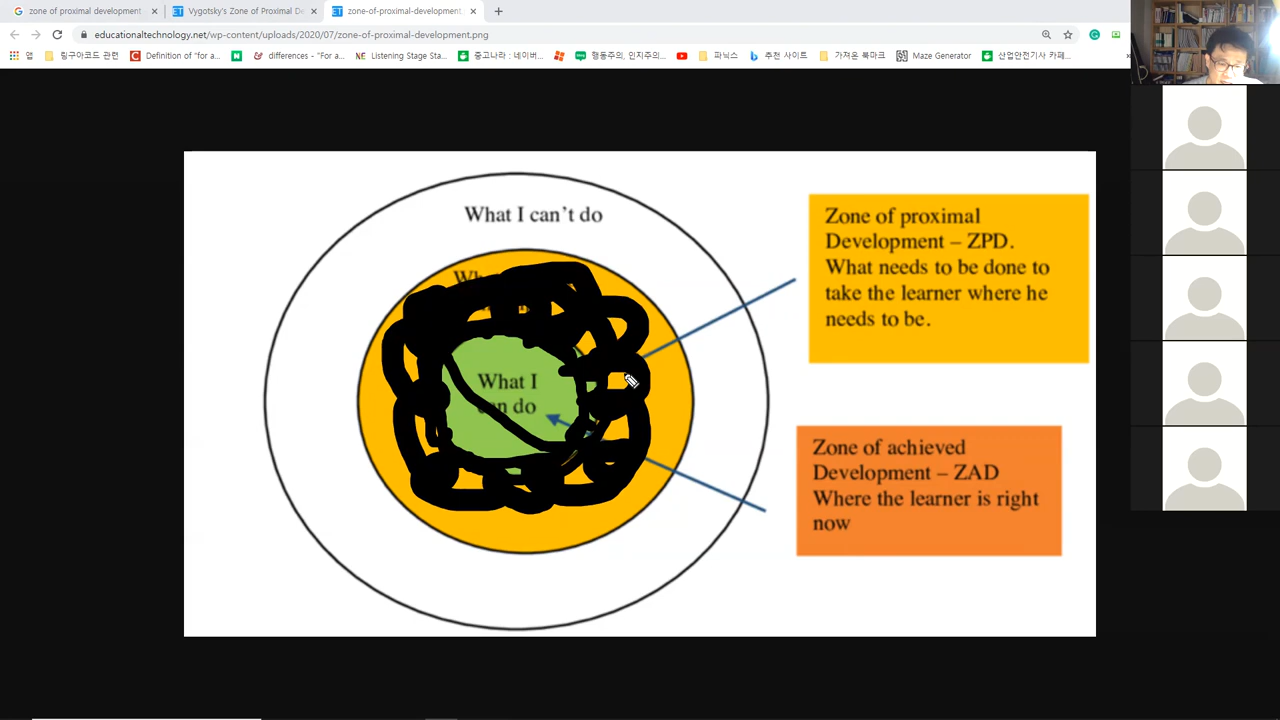 zone of proximal development
Vygotsky's Zone of Proximal De
zone-of-proximal-development.
educationaltechnology.net/wp-content/uploads/2020/07/zone-of-proximal-development.png
앱 링구아코드 관련 Definition of "for a... differences - "For a... Listening Stage Sta... 중고나라 : 네이버... 행동주의, 인지주의... 파닉스 추천 사이트 가져온 북마크 Maze Generator 산업안전기사 카페...
What I can't do
What I
can do
Zone of proximal
Development – ZPD.
What needs to be done to
take the learner where he
needs to be.
Zone of achieved
Development – ZAD
Where the learner is right
now